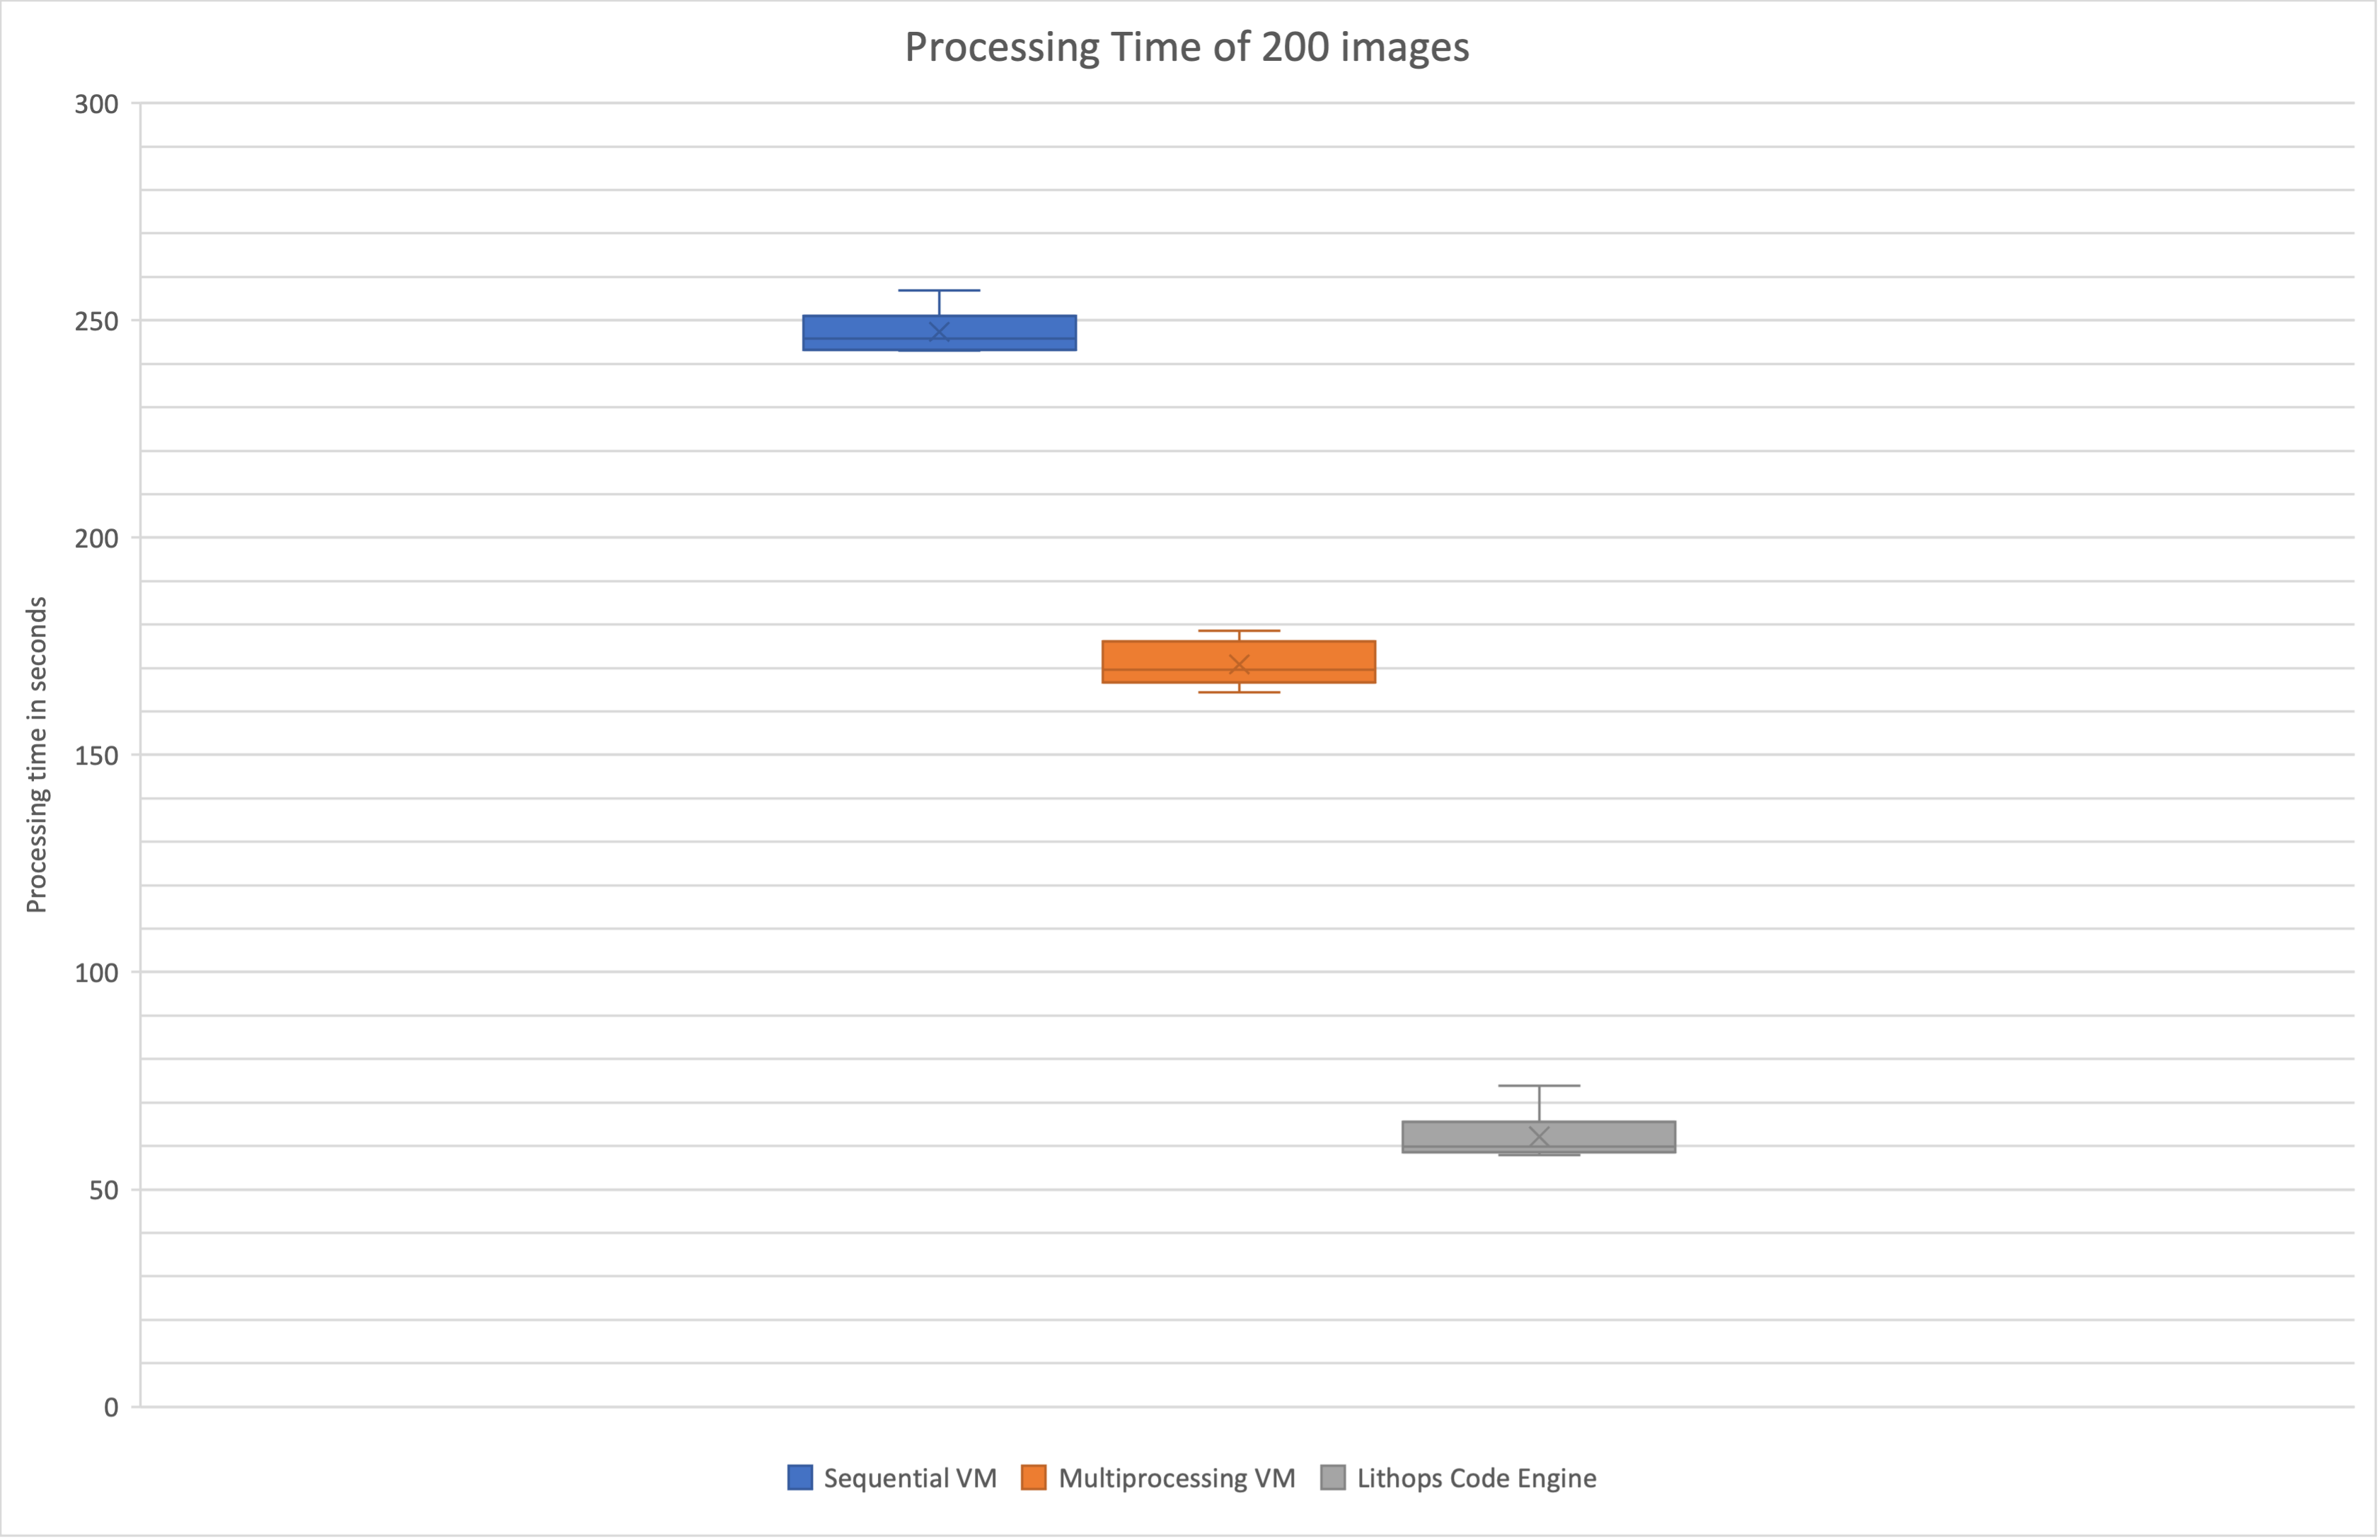 Processing Time of 200 images
300
250
200
150
100
50
0
Processing time in seconds
Sequential VM
Multiprocessing VM
Lithops Code Engine